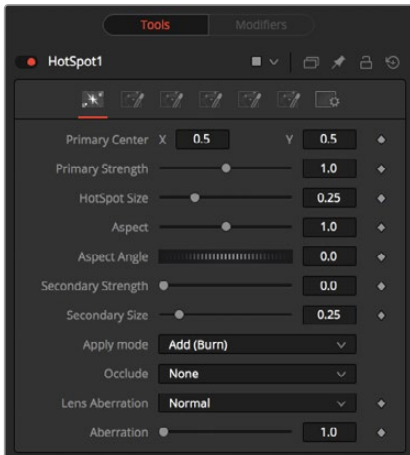 Tools Modifiers
HotSpot1
Primary Center X 0.5 Y 0.5
Primary Strength 1.0
HotSpot Size 0.25
Aspect 1.0
Aspect Angle 0.0
Secondary Strength 0.0
Secondary Size 0.25
Apply mode Add (Burn)
Occlude None
Lens Aberration Normal
Aberration 1.0